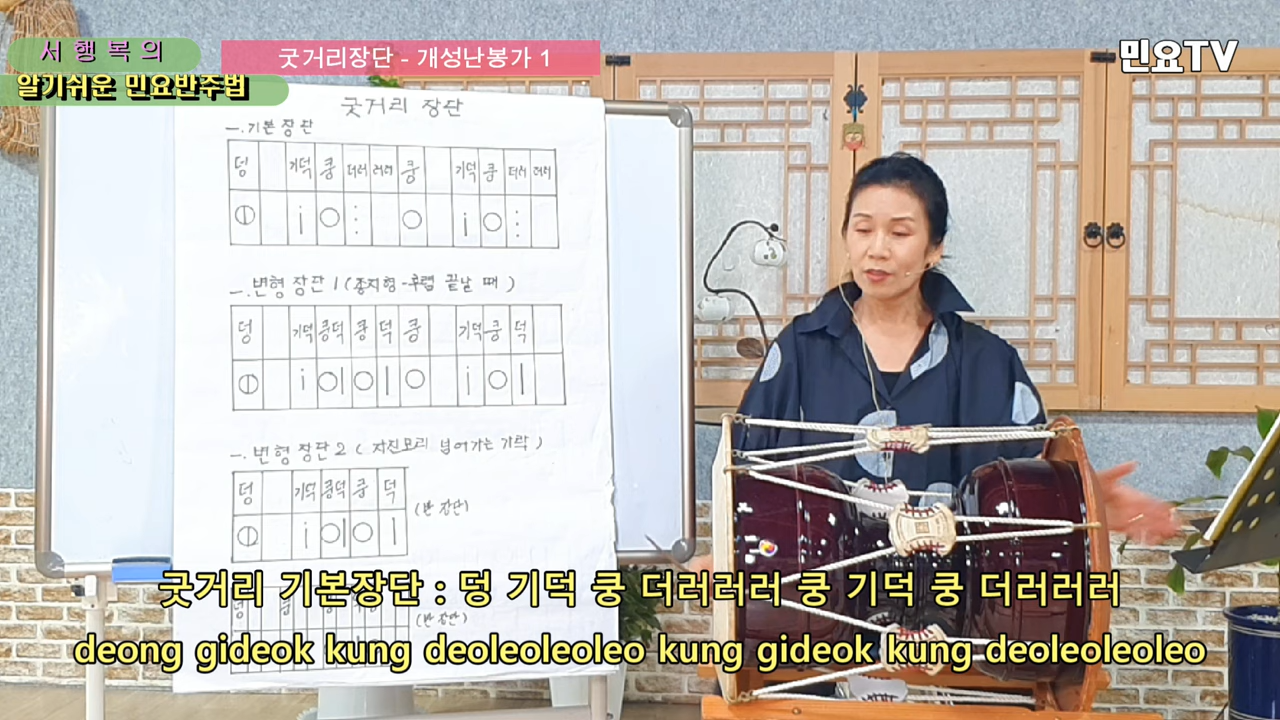 서행복의
알기쉬운 민요반주법
굿거리장단 - 개성난봉가 1
민요TV
굿거리 장단
一. 기본장단
덩 기덕 쿵 더러 러러 쿵 기덕 쿵 더러 러러
一. 변형 장단 1 (종지형-후렴 끝날 때)
덩 기덕 쿵덕 쿵 덕 쿵 기덕 쿵 덕
一. 변형 장단 2 (자진모리 넘어가는 가락)
덩 기덕 쿵덕 쿵 덕
(반 장단)
(반 장단)
굿거리 기본장단 : 덩 기덕 쿵 더러러러 쿵 기덕 쿵 더러러러
deong gideok kung deoleoleoleo kung gideok kung deoleoleoleo